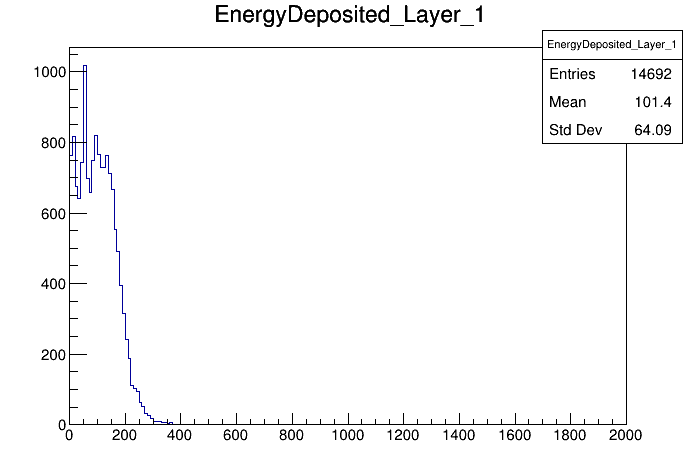 EnergyDeposited_Layer_1
EnergyDeposited_Layer_1
Entries 14692
Mean 101.4
Std Dev 64.09
1000
800
600
400
200
0
0 200 400 600 800 1000 1200 1400 1600 1800 2000